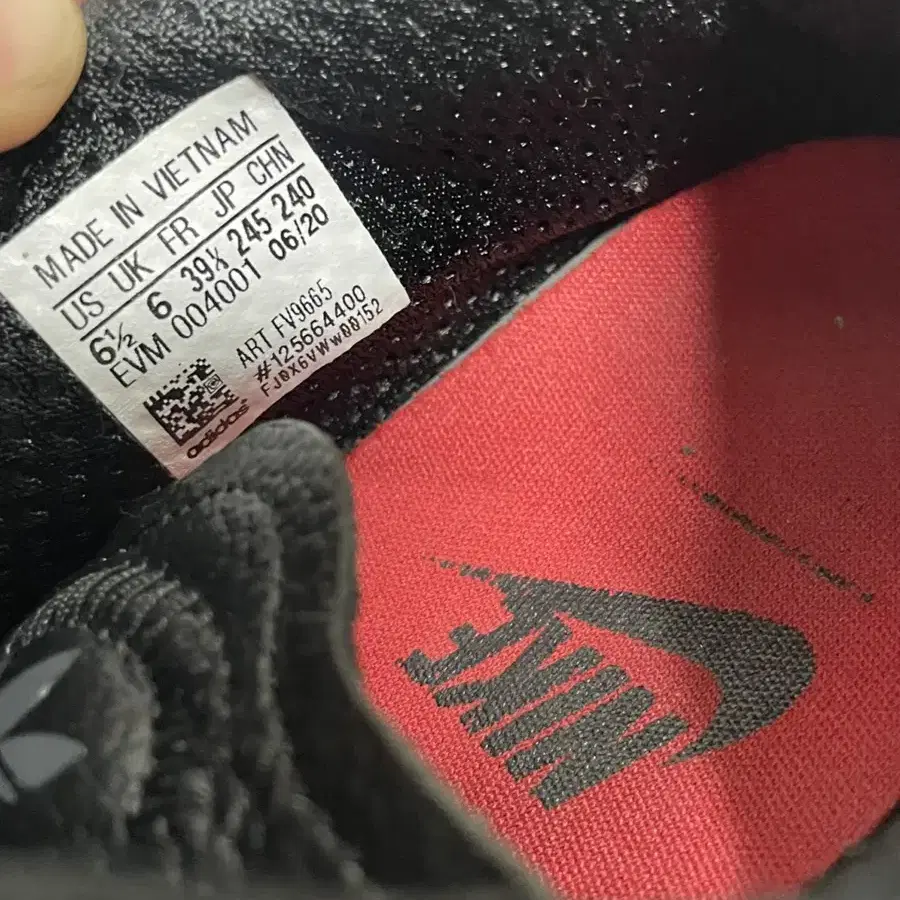 MADE IN VIETNAM
US UK FR JP CHN
6½ 6 39⅓ 245 240
EVM 004001 06/20
ART FV9665
#125664400
FJ0X6VWw00152
adidas
NIKE